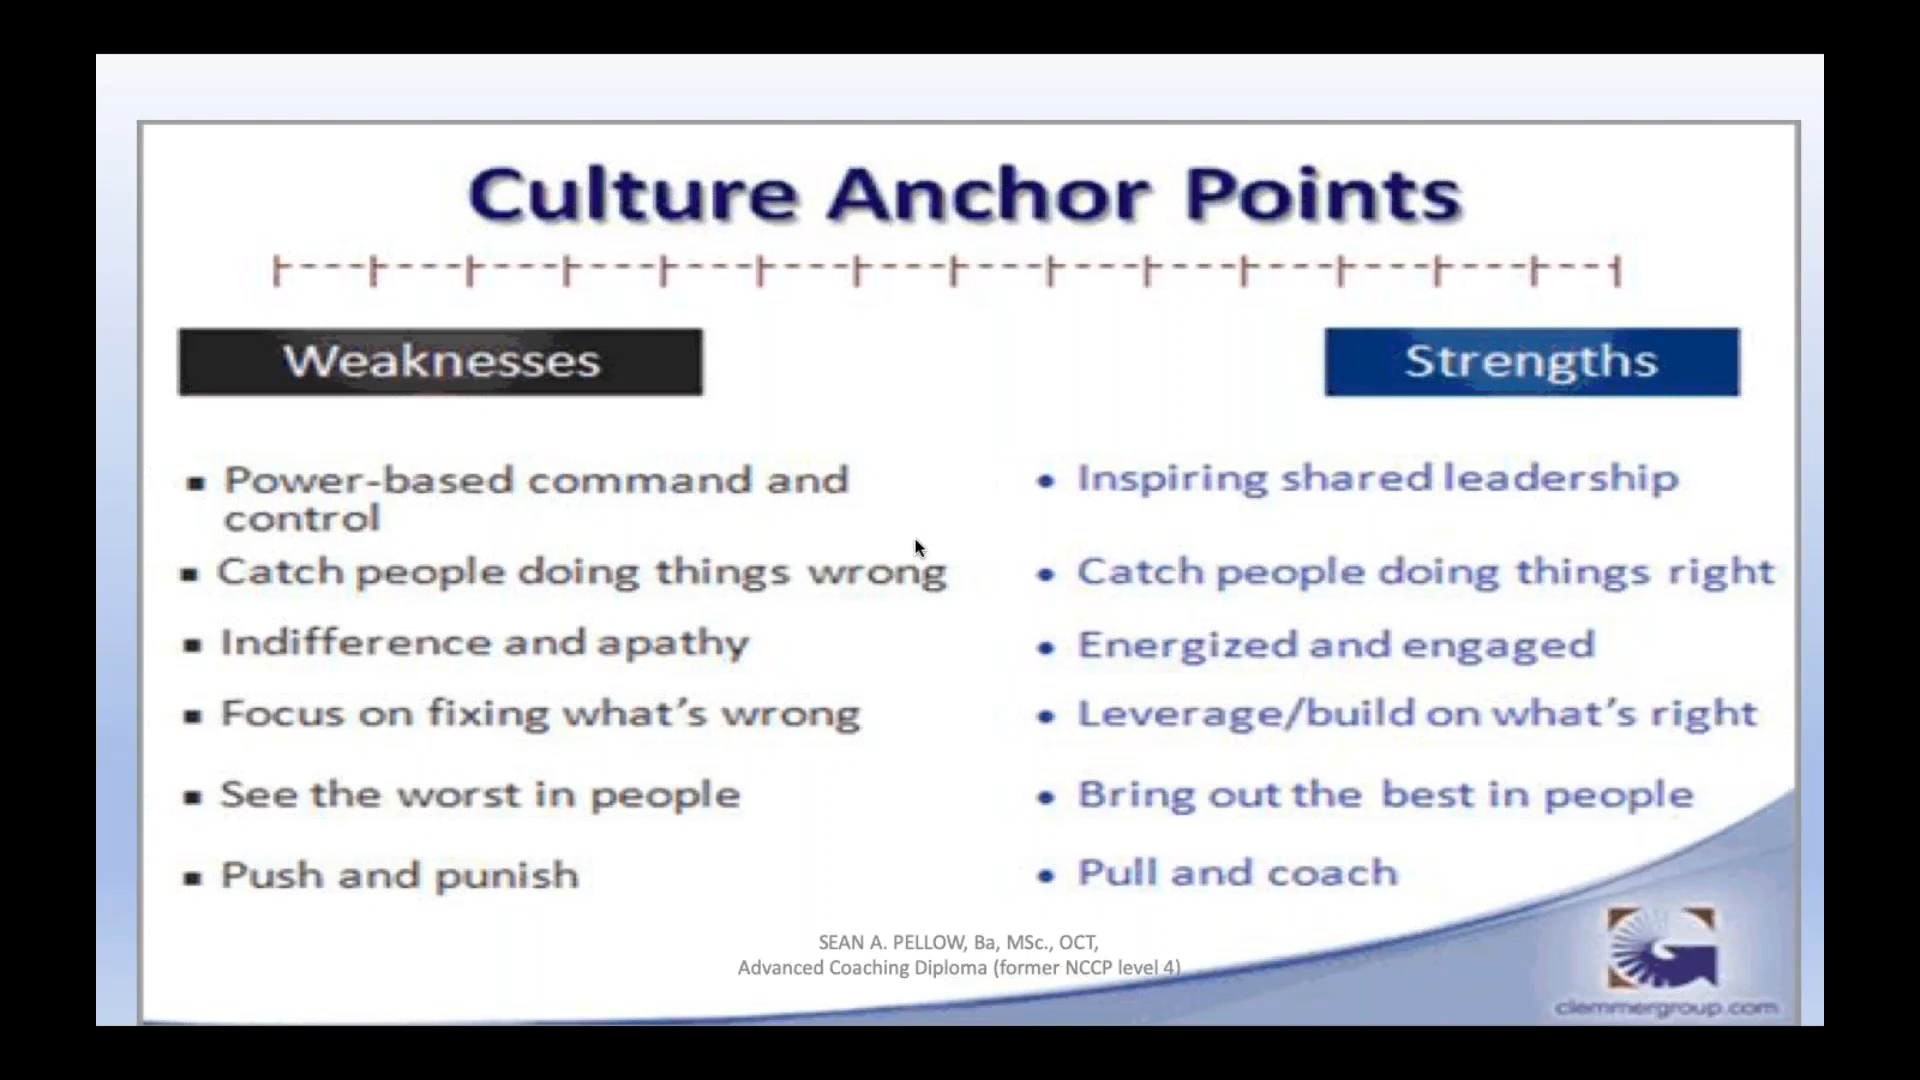 Culture Anchor Points
Weaknesses
Power-based command and
control
Catch people doing things wrong
Indifference and apathy
Focus on fixing what's wrong
See the worst in people
Push and punish
Strengths
Inspiring shared leadership
Catch people doing things right
Energized and engaged
Leverage/build on what's right
Bring out the best in people
Pull and coach
SEAN A. PELLOW, Ba, MSc., OCT,
Advanced Coaching Diploma (former NCCP level 4)
clemmergroup.com